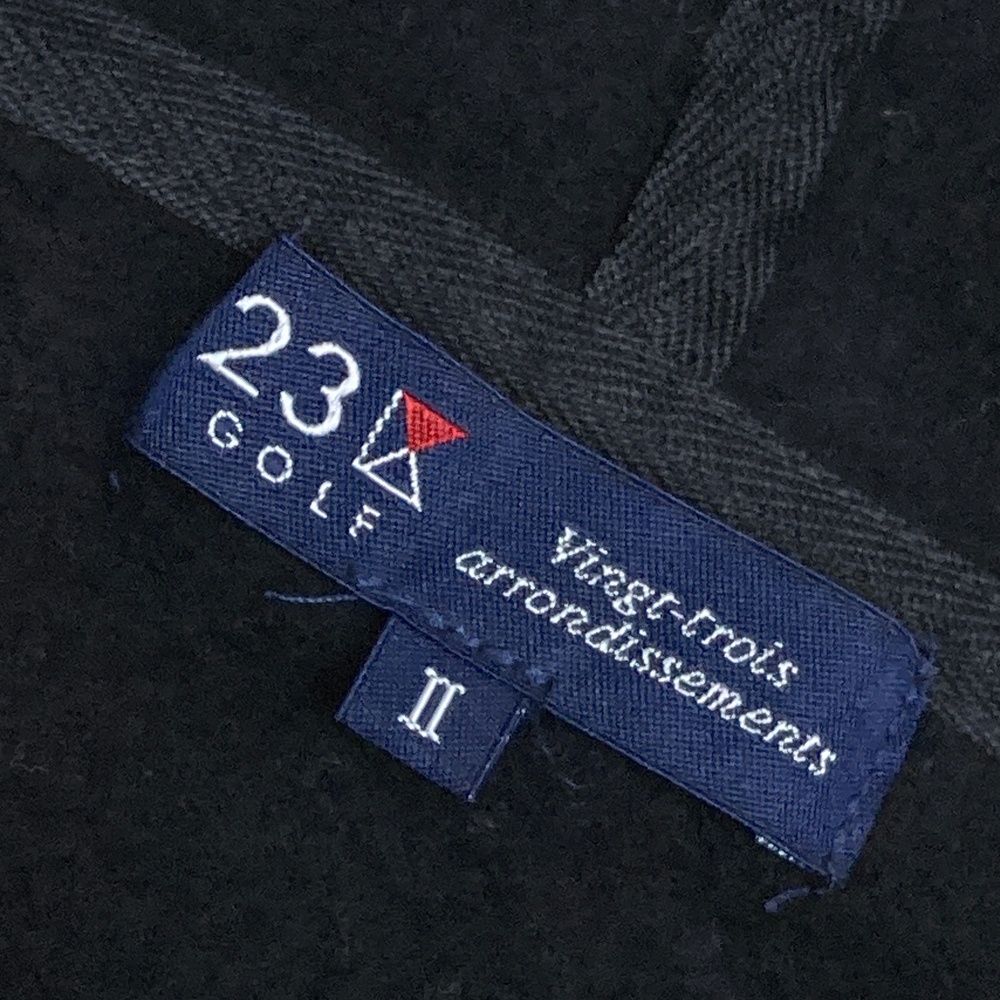 23
GOLF
Vingt-trois
arrondissements
II